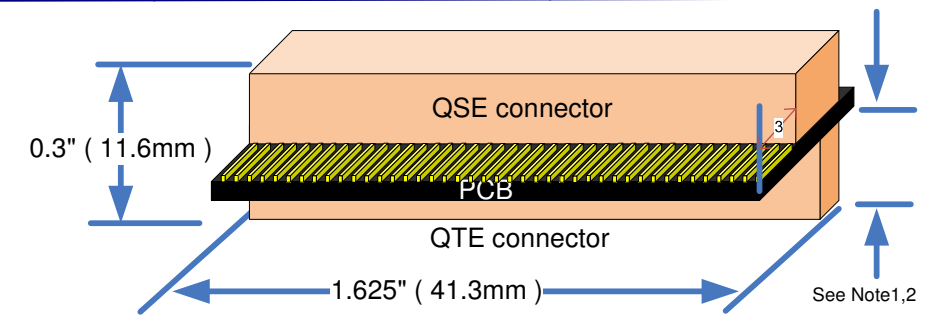 QSE connector
3
0.3" ( 11.6mm )
PCB
QTE connector
1.625" ( 41.3mm )
See Note1,2